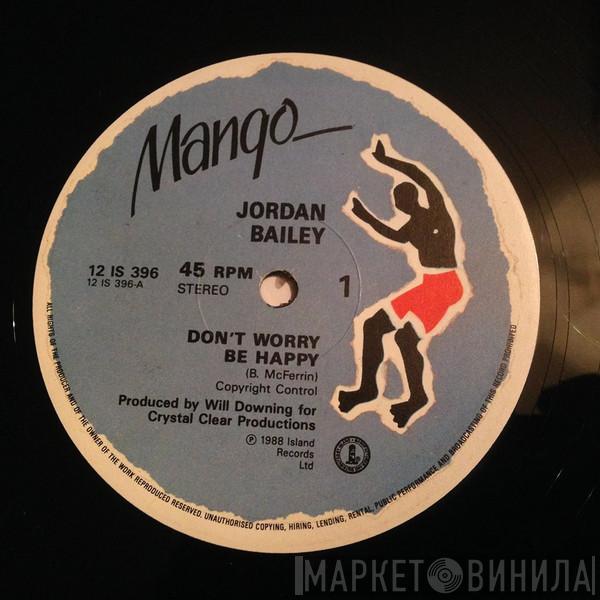 Mango
JORDAN
BAILEY
12 IS 396
12 IS 396-A
45 RPM
STEREO
1
DON'T WORRY
BE HAPPY
(B. McFerrin)
Copyright Control
Produced by Will Downing for
Crystal Clear Productions
℗ 1988 Island
Records
Ltd
ALL RIGHTS OF THE PRODUCER AND OF THE OWNER OF THE WORK REPRODUCED RESERVED. UNAUTHORISED COPYING, HIRING, LENDING, RENTAL, PUBLIC PERFORMANCE AND BROADCASTING OF THIS RECORD PROHIBITED
МАРКЕТ ВИНИЛА